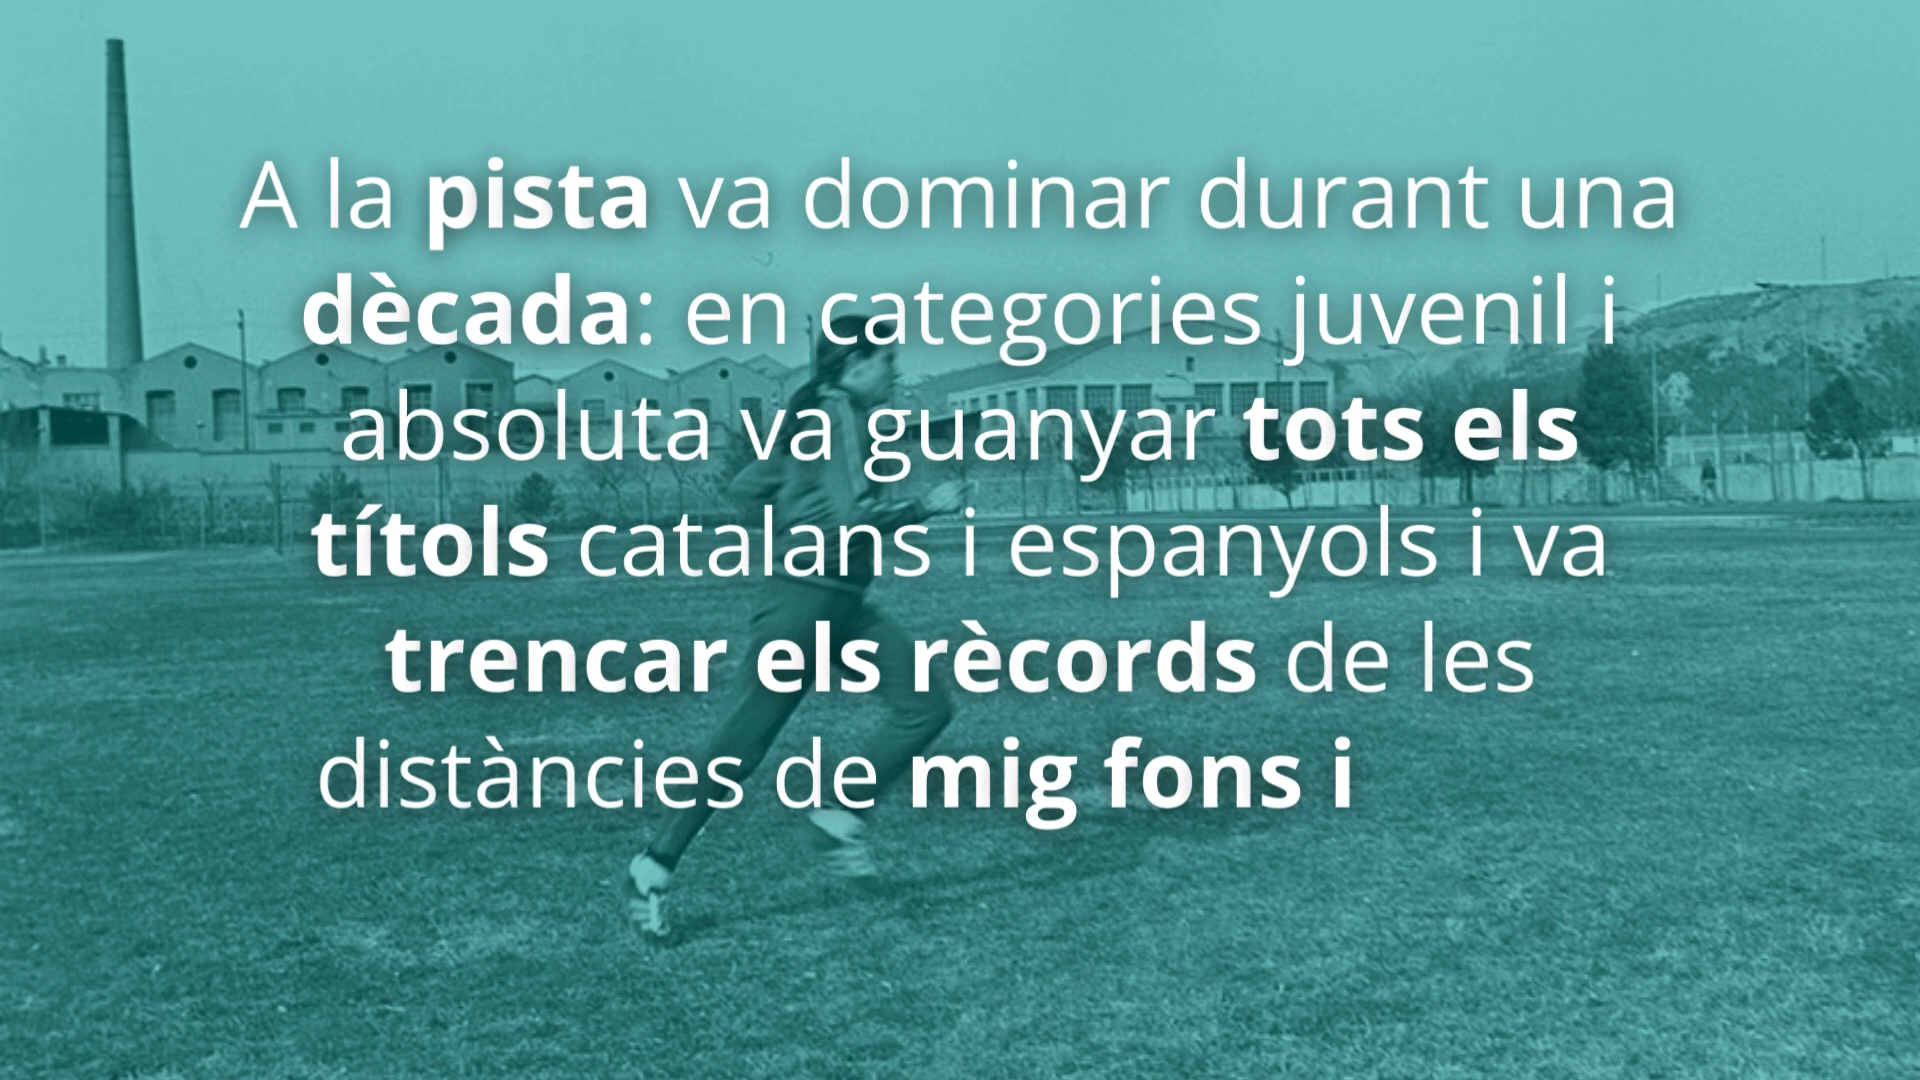 A la pista va dominar durant una
dècada: en categories juvenil i
absoluta va guanyar tots els
títols catalans i espanyols i va
trencar els rècords de les
distàncies de mig fons i